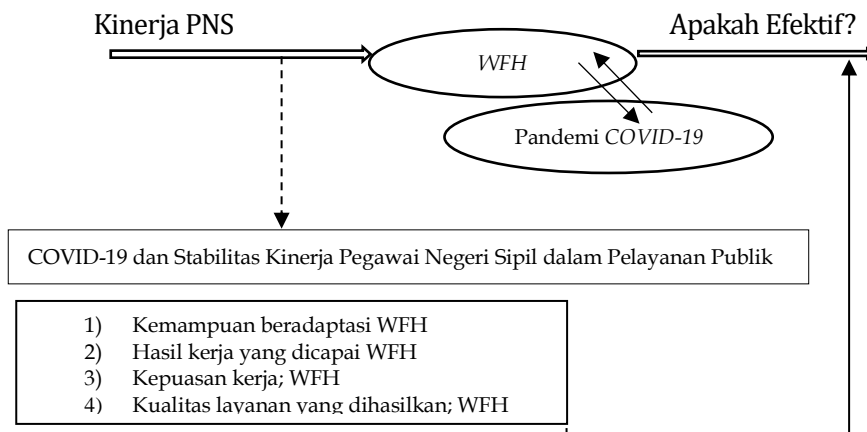 Kinerja PNS
Apakah Efektif?
WFH
Pandemi COVID-19
COVID-19 dan Stabilitas Kinerja Pegawai Negeri Sipil dalam Pelayanan Publik
1) Kemampuan beradaptasi WFH
2) Hasil kerja yang dicapai WFH
3) Kepuasan kerja; WFH
4) Kualitas layanan yang dihasilkan; WFH